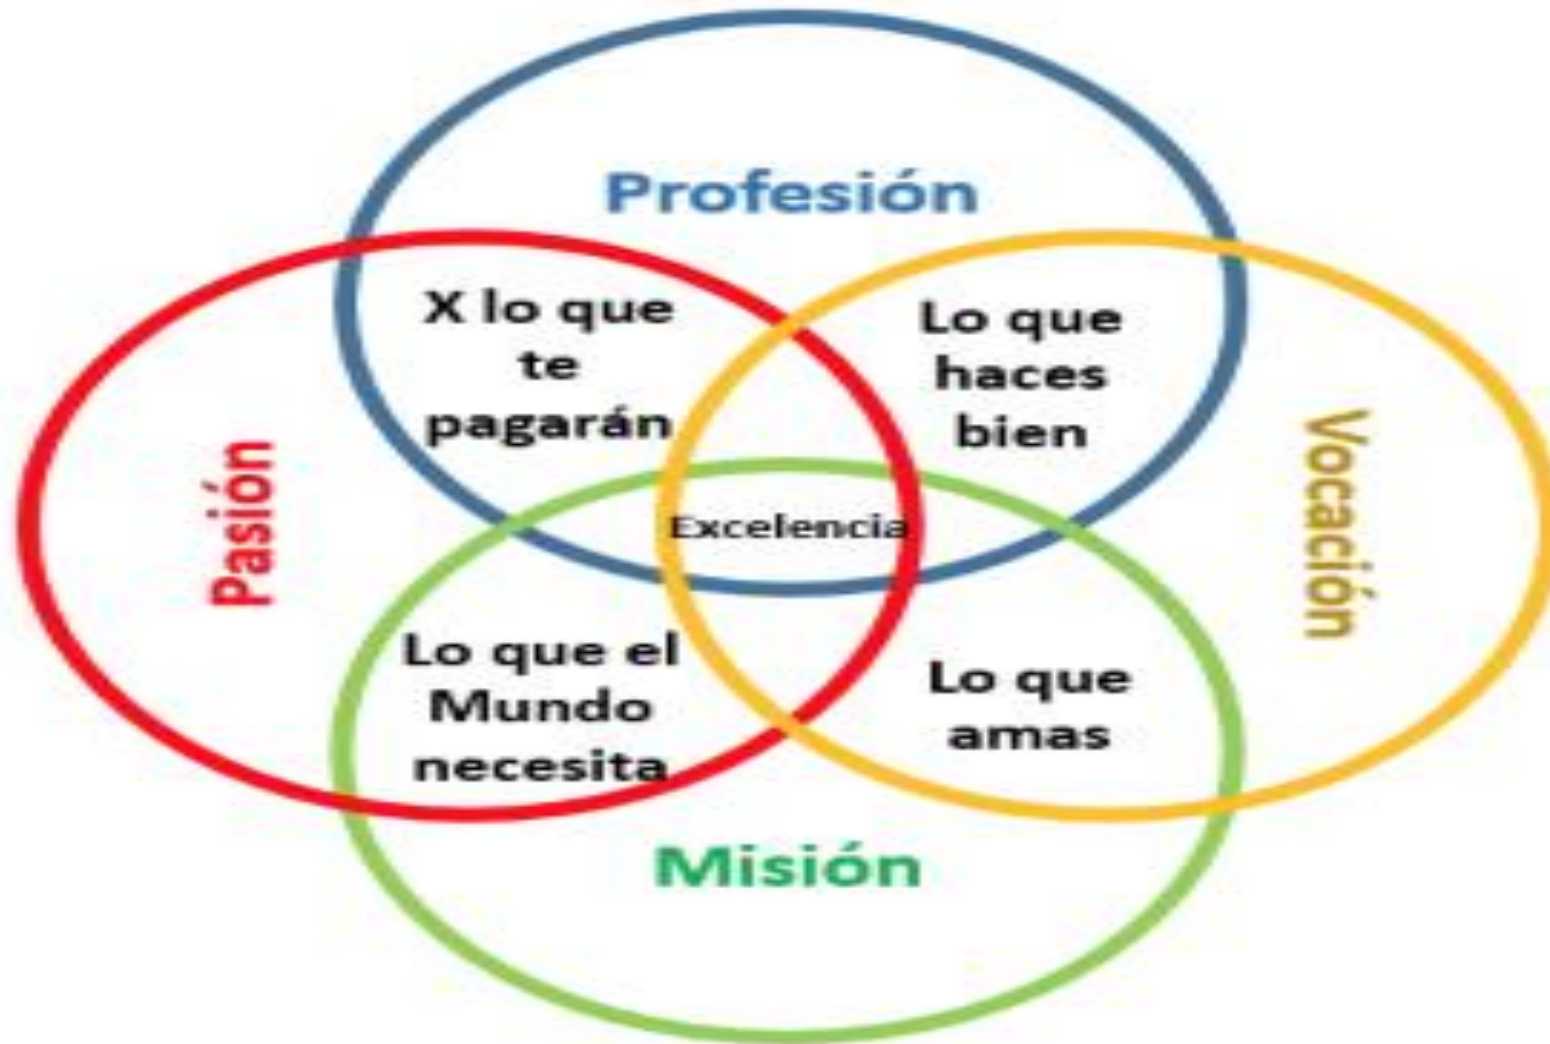 Profesión
X lo que
te
pagarán
Lo que
haces
bien
Pasión
Excelencia
Vocación
Lo que el
Mundo
necesita
Lo que
amas
Misión